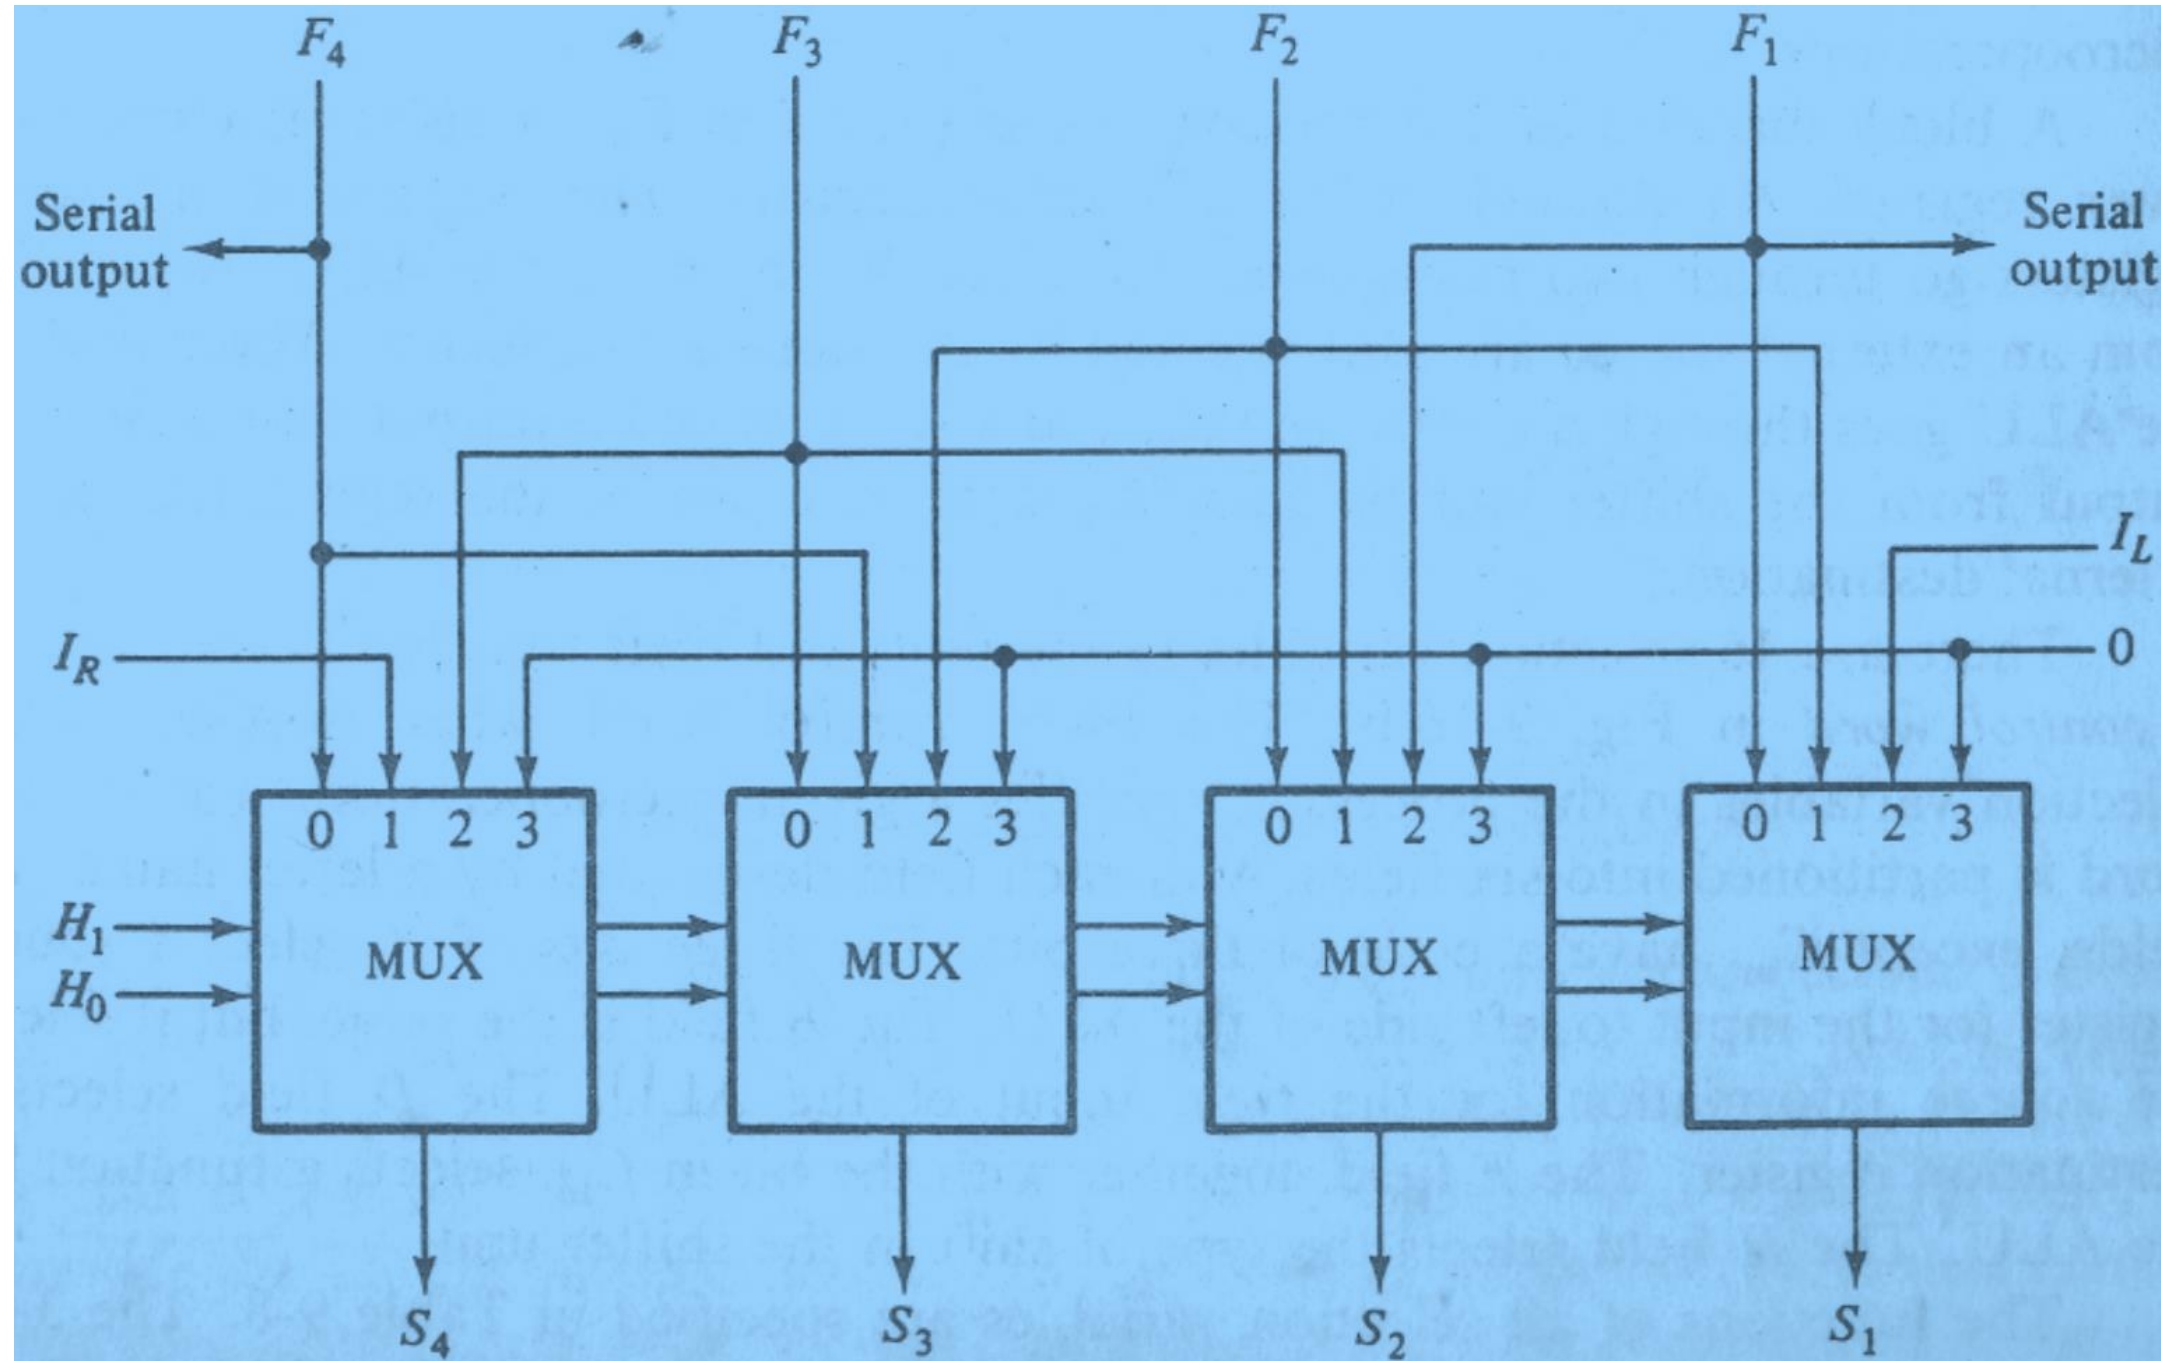 F4 F3 F2 F1
Serial output
Serial output
IL
IR
0
0 1 2 3
0 1 2 3
0 1 2 3
0 1 2 3
H1
H0
MUX MUX MUX MUX
S4 S3 S2 S1